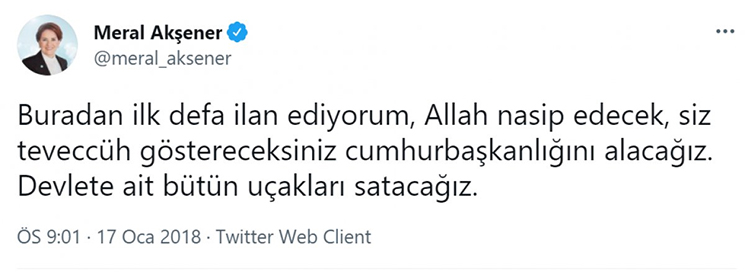 Meral Akşener
@meral_aksener
Buradan ilk defa ilan ediyorum, Allah nasip edecek, siz
teveccüh göstereceksiniz cumhurbaşkanlığını alacağız.
Devlete ait bütün uçakları satacağız.
ÖS 9:01 · 17 Oca 2018 · Twitter Web Client